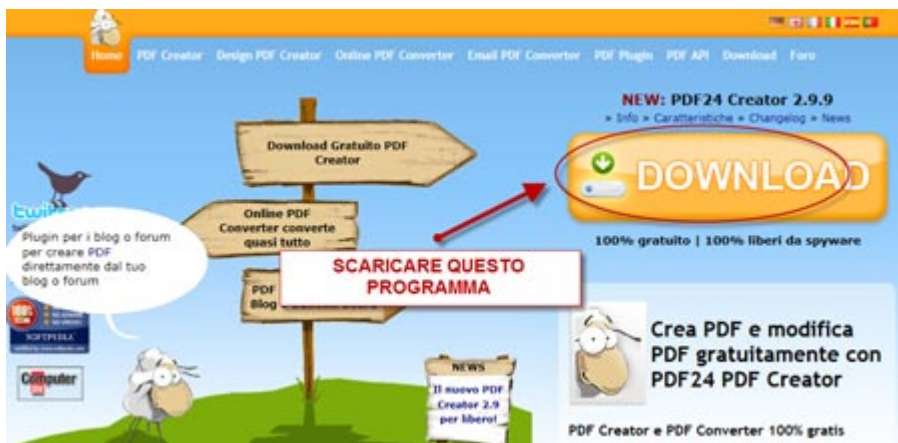 Home PDF Creator Design PDF Creator Online PDF Converter Email PDF Converter PDF Plugin PDF API Download Foro
NEW: PDF24 Creator 2.9.9
» Info » Caratteristiche » Changelog » News
DOWNLOAD
100% gratuito | 100% liberi da spyware
Download Gratuito PDF
Creator
Online PDF
Converter converte
quasi tutto
PDF
Blog
SCARICARE QUESTO
PROGRAMMA
Plugin per i blog o forum
per creare PDF
direttamente dal tuo
blog o forum
100%
SOFTPEDIA
Computer
NEWS
Il nuovo PDF
Creator 2.9
per libero!
Crea PDF e modifica
PDF gratuitamente con
PDF24 PDF Creator
PDF Creator e PDF Converter 100% gratis